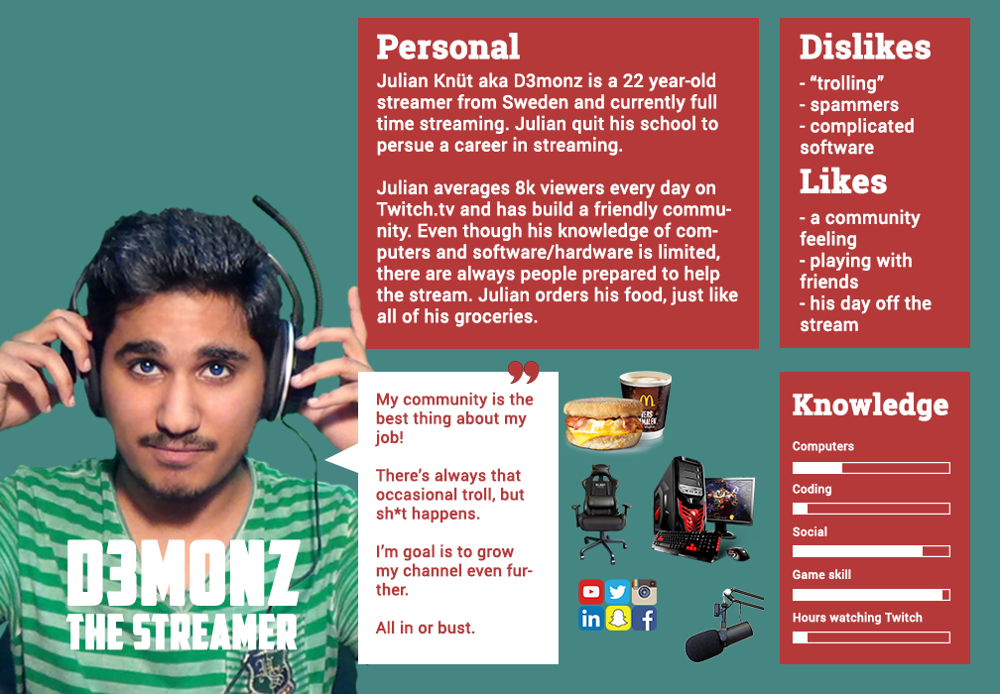 Personal
Julian Knüt aka D3monz is a 22 year-old
streamer from Sweden and currently full
time streaming. Julian quit his school to
persue a career in streaming.
Julian averages 8k viewers every day on
Twitch.tv and has build a friendly commu-
nity. Even though his knowledge of com-
puters and software/hardware is limited,
there are always people prepared to help
the stream. Julian orders his food, just like
all of his groceries.
Dislikes
- “trolling”
- spammers
- complicated
software
Likes
- a community
feeling
- playing with
friends
- his day off the
stream
”
My community is the
best thing about my
job!
There's always that
occasional troll, but
sh*t happens.
I'm goal is to grow
my channel even fur-
ther.
All in or bust.
D3MONZ
THE STREAMER
Knowledge
Computers
Coding
Social
Game skill
Hours watching Twitch